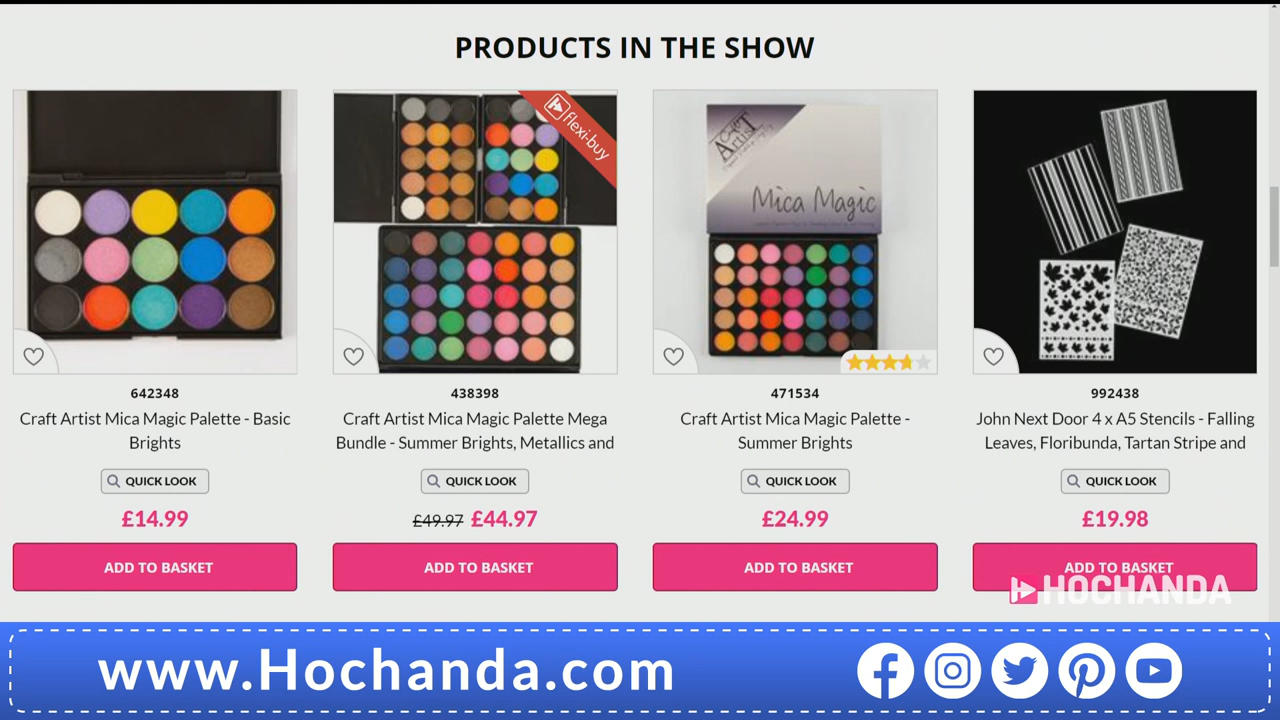 PRODUCTS IN THE SHOW
flexi-buy
CRAFT
ARTIST
Mica Magic
642348
Craft Artist Mica Magic Palette - Basic
Brights
QUICK LOOK
£14.99
ADD TO BASKET
438398
Craft Artist Mica Magic Palette Mega
Bundle - Summer Brights, Metallics and
QUICK LOOK
£49.97 £44.97
ADD TO BASKET
471534
Craft Artist Mica Magic Palette -
Summer Brights
QUICK LOOK
£24.99
ADD TO BASKET
992438
John Next Door 4 x A5 Stencils - Falling
Leaves, Floribunda, Tartan Stripe and
QUICK LOOK
£19.98
ADD TO BASKET
HOCHANDA
www.Hochanda.com